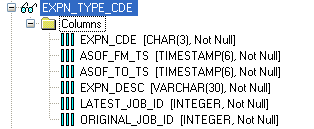 EXPN_TYPE_CDE
Columns
EXPN_CDE [CHAR(3), Not Null]
ASOF_FM_TS [TIMESTAMP(6), Not Null]
ASOF_TO_TS [TIMESTAMP(6), Not Null]
EXPN_DESC [VARCHAR(30), Not Null]
LATEST_JOB_ID [INTEGER, Not Null]
ORIGINAL_JOB_ID [INTEGER, Not Null]